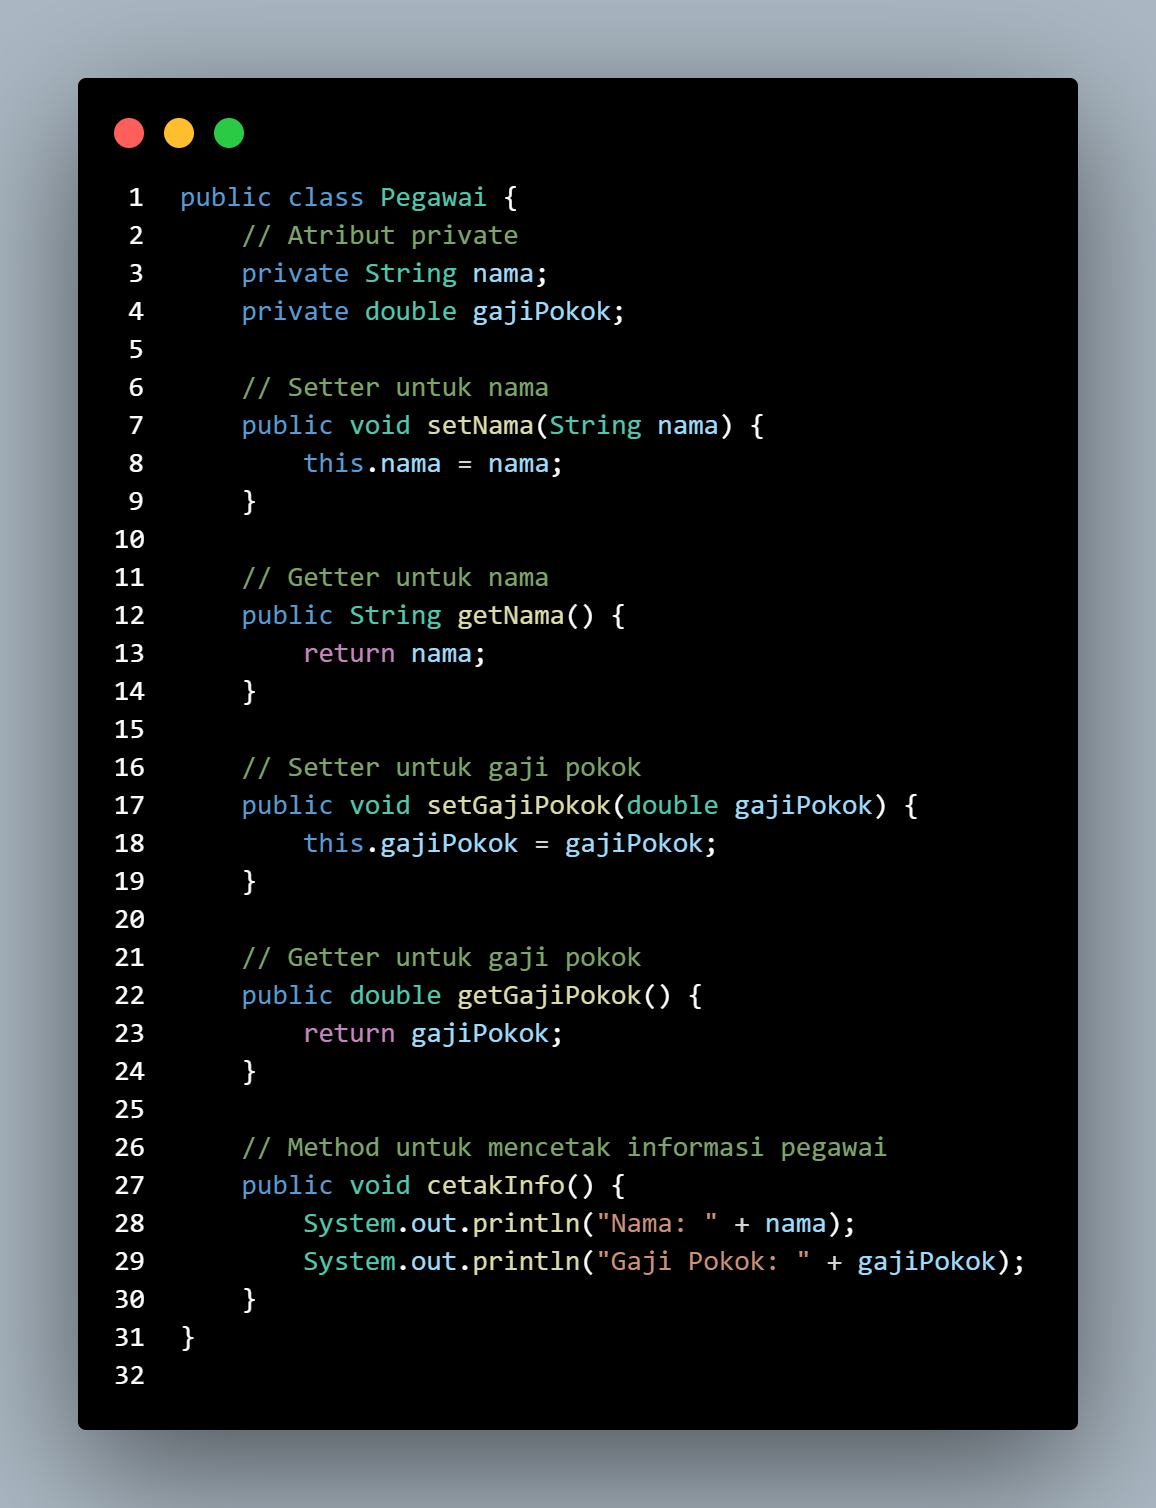 1 public class Pegawai {
2     // Atribut private
3     private String nama;
4     private double gajiPokok;
5
6     // Setter untuk nama
7     public void setNama(String nama) {
8         this.nama = nama;
9     }
10
11     // Getter untuk nama
12     public String getNama() {
13         return nama;
14     }
15
16     // Setter untuk gaji pokok
17     public void setGajiPokok(double gajiPokok) {
18         this.gajiPokok = gajiPokok;
19     }
20
21     // Getter untuk gaji pokok
22     public double getGajiPokok() {
23         return gajiPokok;
24     }
25
26     // Method untuk mencetak informasi pegawai
27     public void cetakInfo() {
28         System.out.println("Nama: " + nama);
29         System.out.println("Gaji Pokok: " + gajiPokok);
30     }
31 }
32